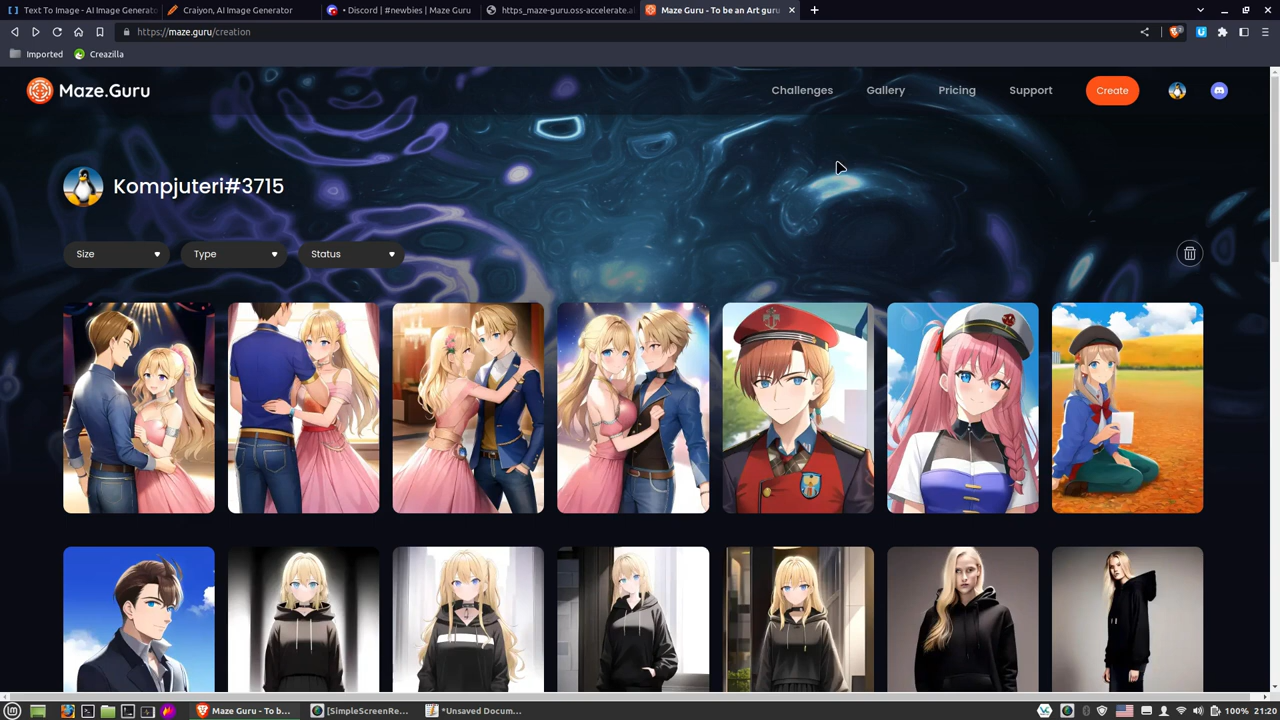 Text To Image - AI Image Generato
Craiyon, AI Image Generator
• Discord | #newbies | Maze Guru
https_maze-guru.oss-accelerate.a
Maze Guru - To be an Art guru
https://maze.guru/creation
Imported
Creazilla
Maze.Guru
Challenges
Gallery
Pricing
Support
Create
Kompjuteri#3715
Size
Type
Status
Maze Guru - To b...
[SimpleScreenRe...
*Unsaved Docum...
100%
21:20